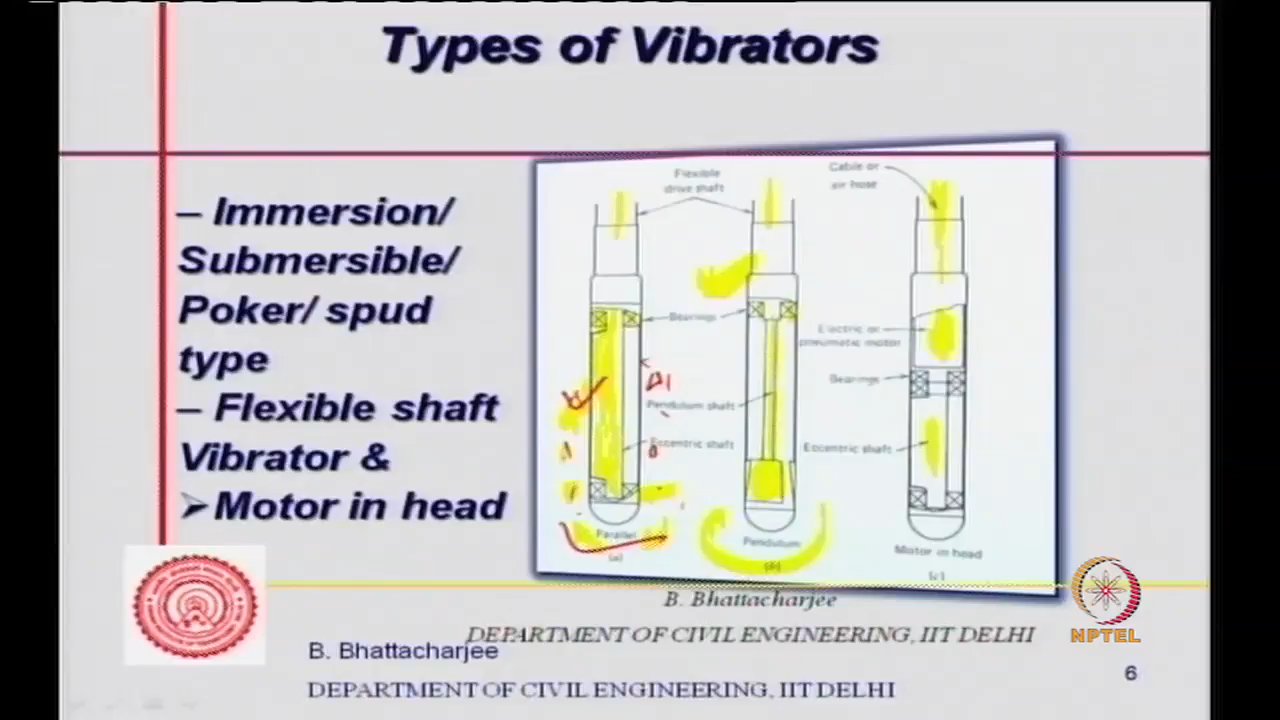 Types of Vibrators
– Immersion/
Submersible/
Poker/ spud
type
– Flexible shaft
Vibrator &
➢ Motor in head
Flexible
drive shaft
Cable or
air hose
Bearings
Electric or
pneumatic motor
Bearings
Pendulum shaft
Eccentric shaft
Eccentric shaft
Parallel
(a)
Pendulum
(b)
Motor in head
(c)
B. Bhattacharjee
DEPARTMENT OF CIVIL ENGINEERING, IIT DELHI
B. Bhattacharjee
DEPARTMENT OF CIVIL ENGINEERING, IIT DELHI
NPTEL
6